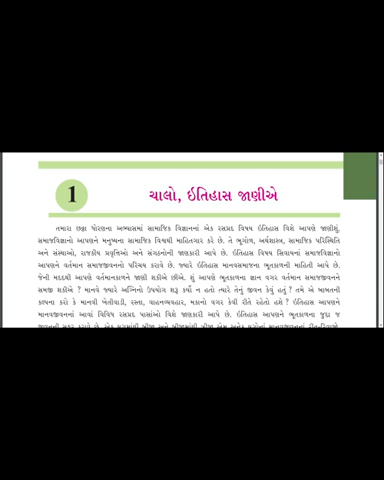 1
ચાલો, ઇતિહાસ જાણીએ
તમારા છઠ્ઠા ધોરણના અભ્યાસમાં સામાજિક વિજ્ઞાનનાં એક રસપ્રદ વિષય ઇતિહાસ વિશે આપણે જાણીશું.
સમાજવિજ્ઞાનો આપણને મનુષ્યના સામાજિક વિશ્વથી માહિતગાર કરે છે. તે ભૂગોળ, અર્થશાસ્ત્ર, સામાજિક પરિસ્થિતિ
અને સંસ્થાઓ, રાજકીય પ્રવૃત્તિઓ અને સંગઠનોની જાણકારી આપે છે. ઇતિહાસ વિષય સિવાયનાં સમાજવિજ્ઞાનો
આપણને વર્તમાન સમાજજીવનનો પરિચય કરાવે છે. જ્યારે ઇતિહાસ માનવસમાજના ભૂતકાળની માહિતી આપે છે.
જેની મદદથી આપણે વર્તમાનકાળને જાણી શકીએ છીએ. શું આપણે ભૂતકાળના જ્ઞાન વગર વર્તમાન સમાજજીવનને
સમજી શકીએ ? માનવે જ્યારે અગ્નિનો ઉપયોગ શરૂ કર્યો ન હતો ત્યારે તેનું જીવન કેવું હતું ? તમે એ બાબતની
કલ્પના કરો કે માનવી ખેતીવાડી, રસ્તા, વાહનવ્યવહાર, મકાનો વગર કેવી રીતે રહેતો હશે ? ઇતિહાસ આપણને
માનવજીવનનાં આવાં વિવિધ રસપ્રદ પાસાંઓ વિશે જાણકારી આપે છે. ઇતિહાસ આપણને ભૂતકાળના જુદા જ